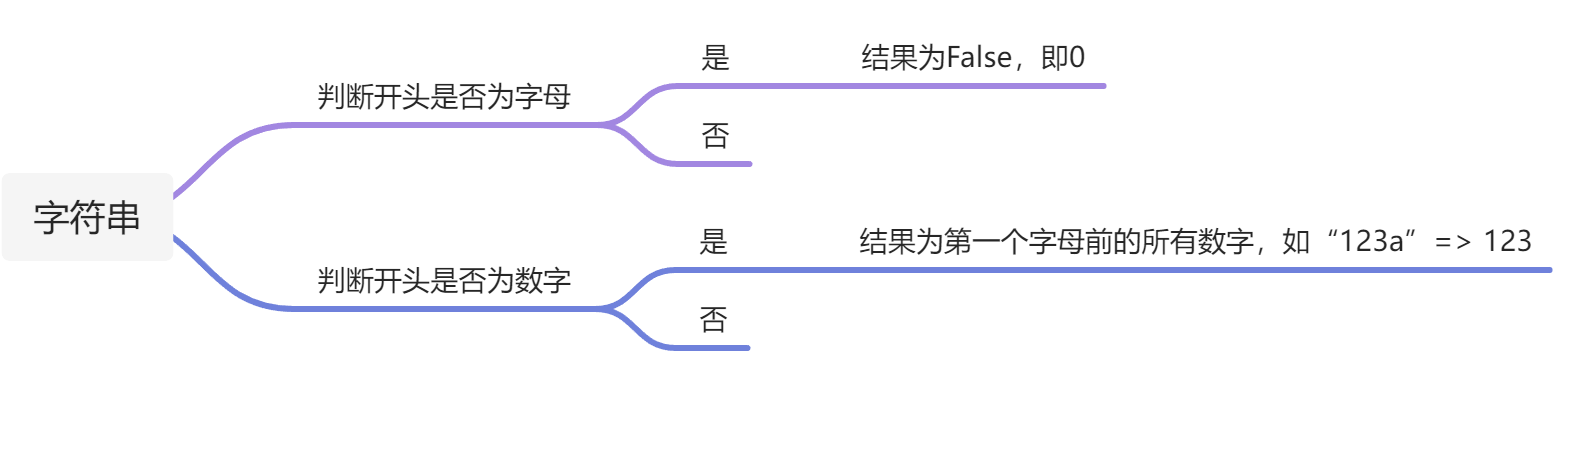 字符串
判断开头是否为字母
是
结果为False，即0
否
判断开头是否为数字
是
结果为第一个字母前的所有数字，如“123a” => 123
否